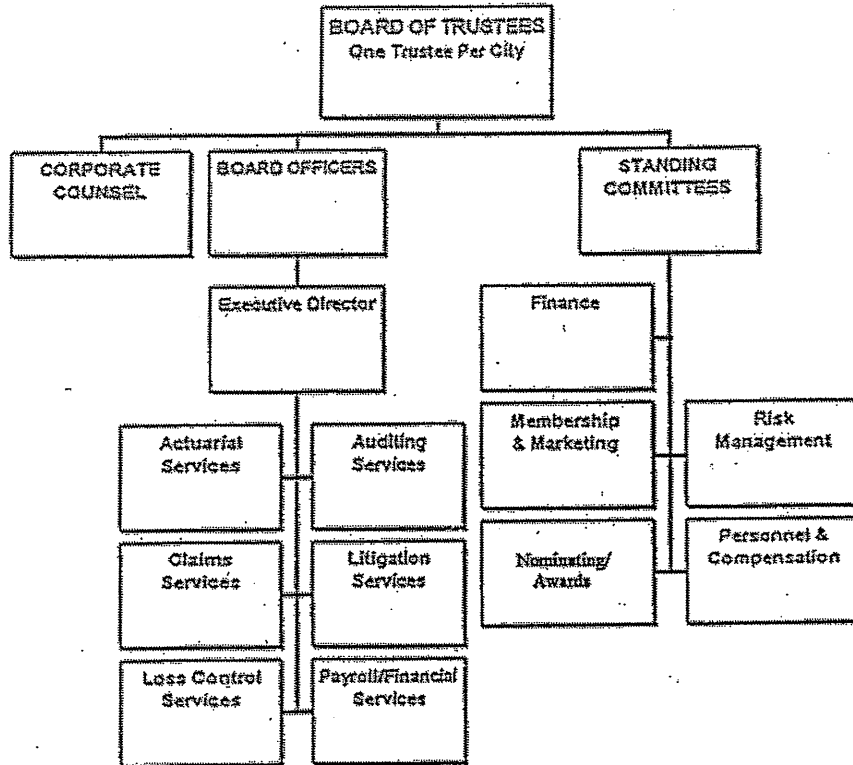 BOARD OF TRUSTEES
One Trustee Per City
CORPORATE
COUNSEL
BOARD OFFICERS
STANDING
COMMITTEES
Executive Director
Finance
Membership
& Marketing
Risk
Management
Actuarial
Services
Auditing
Services
Nominating/
Awards
Personnel &
Compensation
Claims
Services
Litigation
Services
Loss Control
Services
Payroll/Financial
Services